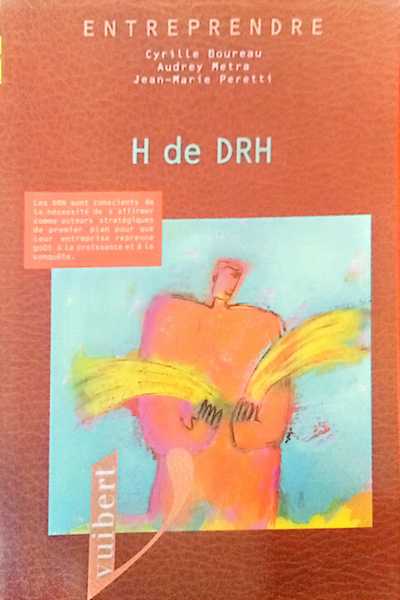 ENTREPRENDRE
Cyrille Boureau
Audrey Metra
Jean-Marie Peretti
H de DRH
Les DRH sont conscients de
la nécessité de s'affirmer
comme acteurs stratégiques
de premier plan pour que
leur entreprise reprenne
goût à la croissance et à la
conquête.
vuibert